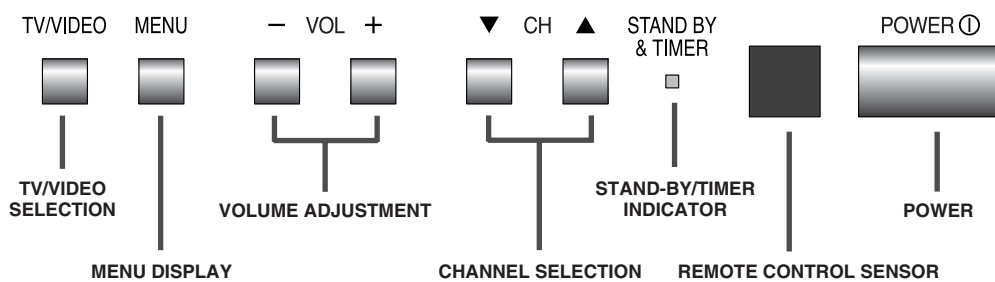 TV/VIDEO MENU − VOL + ▼ CH ▲ STAND BY & TIMER POWER
TV/VIDEO SELECTION
VOLUME ADJUSTMENT
STAND-BY/TIMER INDICATOR
POWER
MENU DISPLAY
CHANNEL SELECTION
REMOTE CONTROL SENSOR